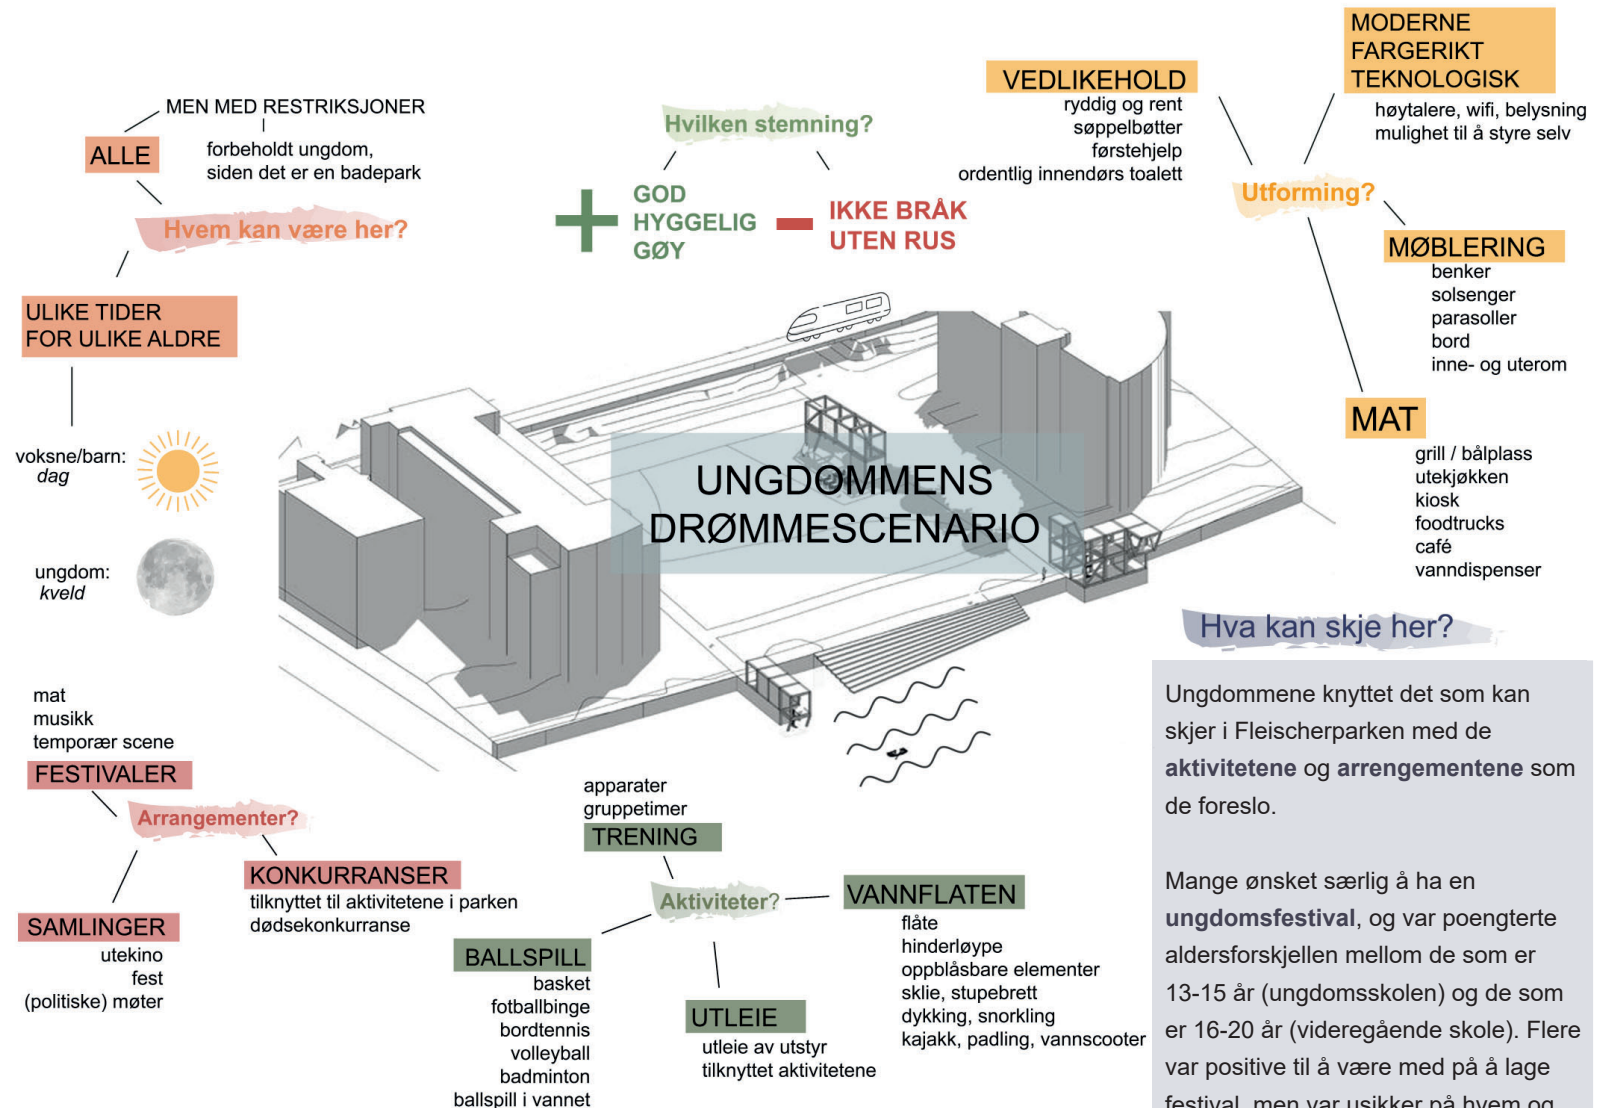 MEN MED RESTRIKSJONER
ALLE
forbeholdt ungdom,
siden det er en badepark
Hvem kan være her?
ULIKE TIDER
FOR ULIKE ALDRE
voksne/barn:
dag
ungdom:
kveld
Hvilken stemning?
GOD
HYGGELIG
GØY
IKKE BRÅK
UTEN RUS
VEDLIKEHOLD
ryddig og rent
søppelbøtter
førstehjelp
ordentlig innendørs toalett
MODERNE
FARGERIKT
TEKNOLOGISK
høytalere, wifi, belysning
mulighet til å styre selv
Utforming?
MØBLERING
benker
solsenger
parasoller
bord
inne- og uterom
MAT
grill / bålplass
utekjøkken
kiosk
foodtrucks
café
vanndispenser
UNGDOMMENS
DRØMMESCENARIO
mat
musikk
temporær scene
FESTIVALER
Arrangementer?
KONKURRANSER
tilknyttet til aktivitetene i parken
dødsekonkurranse
SAMLINGER
utekino
fest
(politiske) møter
apparater
gruppetimer
TRENING
Aktiviteter?
VANNFLATEN
flåte
hinderløype
oppblåsbare elementer
sklie, stupebrett
dykking, snorkling
kajakk, padling, vannscooter
BALLSPILL
basket
fotballbinge
bordtennis
volleyball
badminton
ballspill i vannet
UTLEIE
utleie av utstyr
tilknyttet aktivitetene
Hva kan skje her?
Ungdommene knyttet det som kan
skjer i Fleischerparken med de
aktivitetene og arrengementene som
de foreslo.
Mange ønsket særlig å ha en
ungdomsfestival, og var poengterte
aldersforskjellen mellom de som er
13-15 år (ungdomsskolen) og de som
er 16-20 år (videregående skole). Flere
var positive til å være med på å lage
festival, men var usikker på hvem og